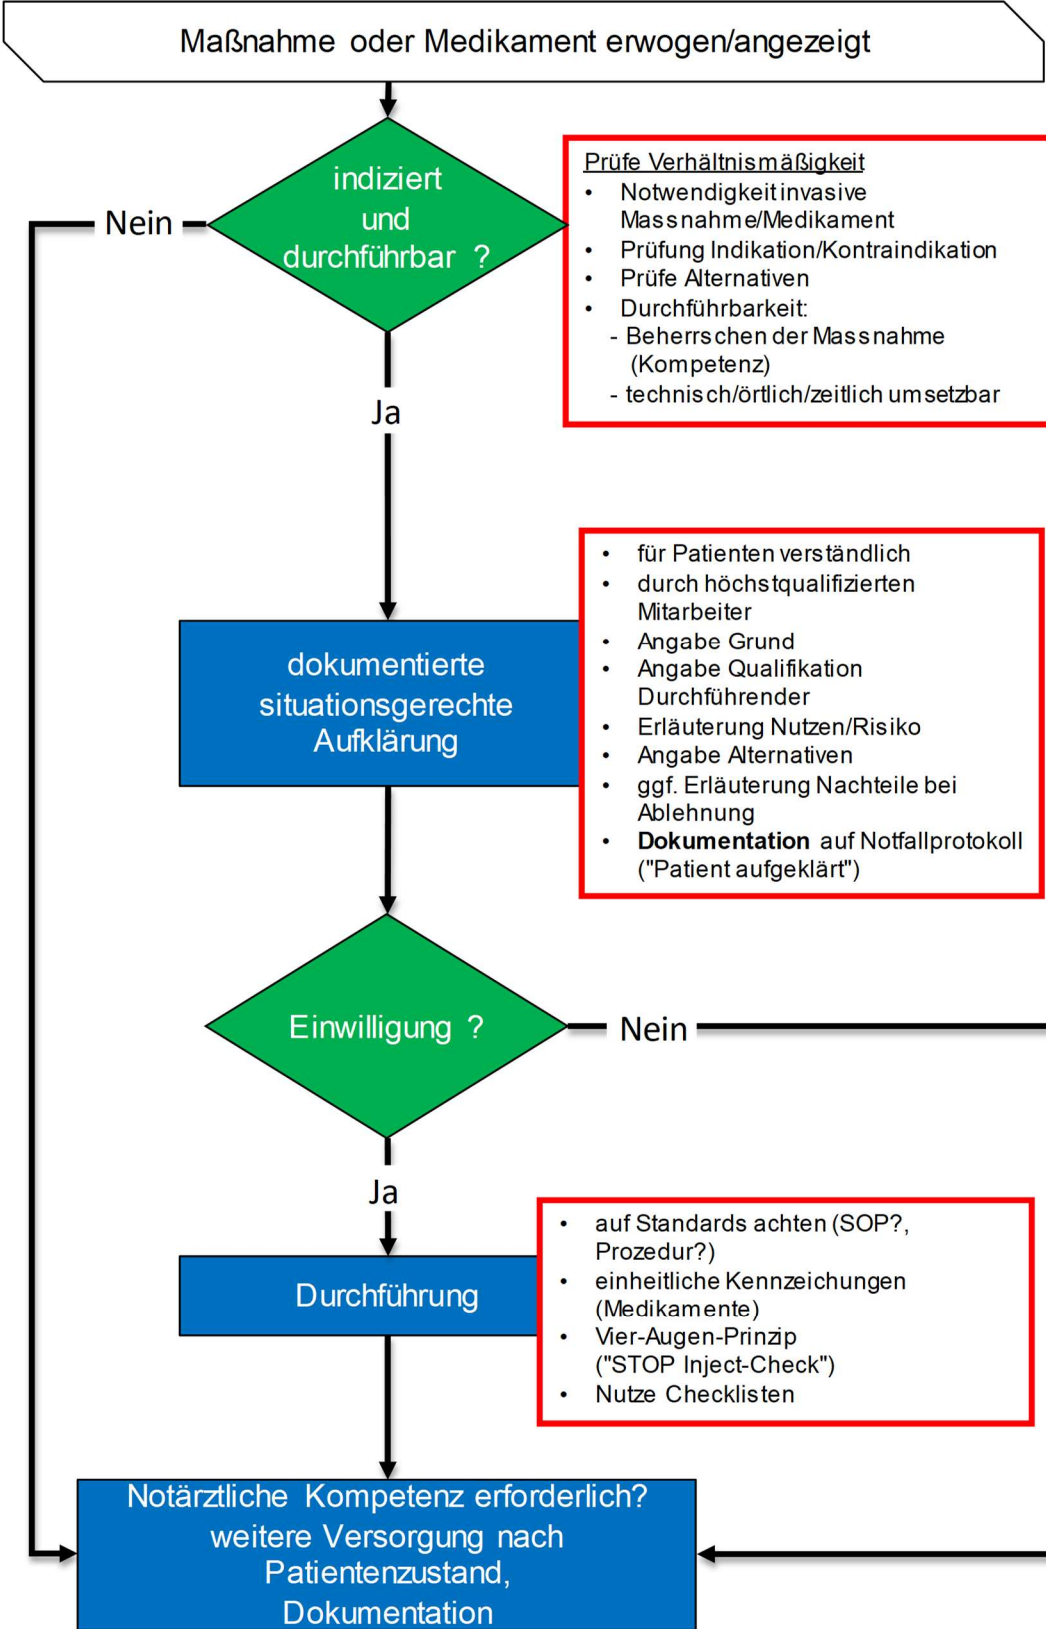 Maßnahme oder Medikament erwogen/angezeigt
indiziert
und
durchführbar ?
Nein
Prüfe Verhältnismäßigkeit
• Notwendigkeit invasive
Massnahme/Medikament
• Prüfung Indikation/Kontraindikation
• Prüfe Alternativen
• Durchführbarkeit:
- Beherrschen der Massnahme
(Kompetenz)
- technisch/örtlich/zeitlich umsetzbar
Ja
dokumentierte
situationsgerechte
Aufklärung
• für Patienten verständlich
• durch höchstqualifizierten
Mitarbeiter
• Angabe Grund
• Angabe Qualifikation
Durchführender
• Erläuterung Nutzen/Risiko
• Angabe Alternativen
• ggf. Erläuterung Nachteile bei
Ablehnung
• Dokumentation auf Notfallprotokoll
("Patient aufgeklärt")
Einwilligung ?
Nein
Ja
Durchführung
• auf Standards achten (SOP?,
Prozedur?)
• einheitliche Kennzeichungen
(Medikamente)
• Vier-Augen-Prinzip
("STOP Inject-Check")
• Nutze Checklisten
Notärztliche Kompetenz erforderlich?
weitere Versorgung nach
Patientenzustand,
Dokumentation